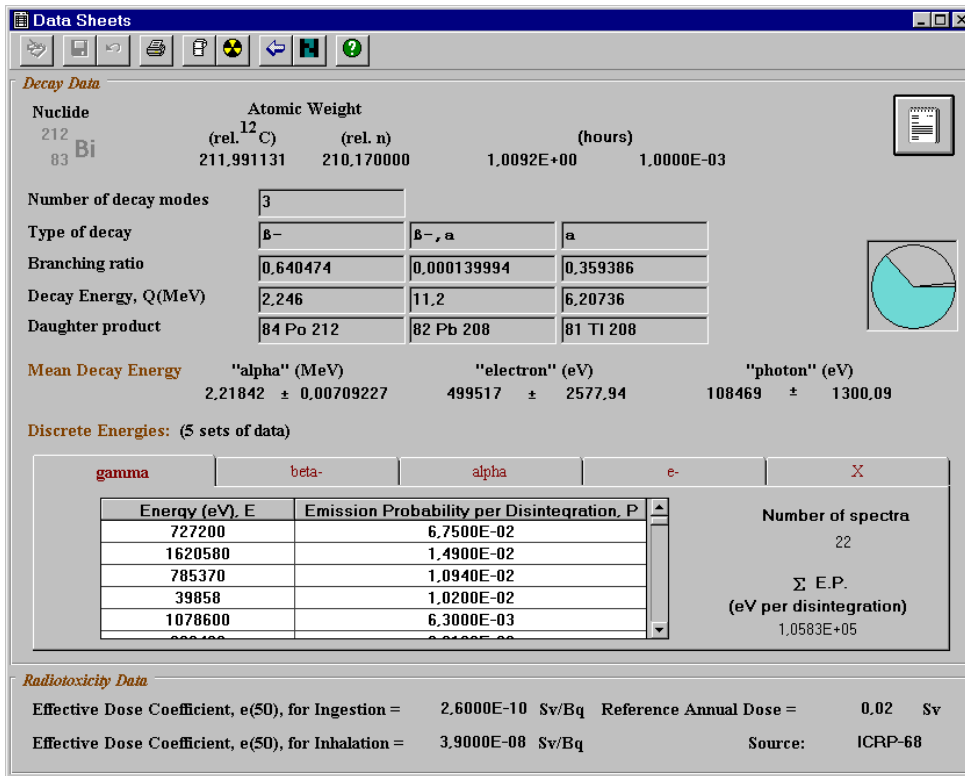 Data Sheets
Decay Data
Nuclide
Atomic Weight
212
83 Bi
(rel. 12C) (rel. n) (hours)
211,991131 210,170000 1,0092E+00 1,0000E-03
Number of decay modes 3
Type of decay ß- ß-,a a
Branching ratio 0,640474 0,000139994 0,359386
Decay Energy, Q(MeV) 2,246 11,2 6,20736
Daughter product 84 Po 212 82 Pb 208 81 Tl 208
Mean Decay Energy "alpha" (MeV) "electron" (eV) "photon" (eV)
2,21842 ± 0,00709227 499517 ± 2577,94 108469 ± 1300,09
Discrete Energies: (5 sets of data)
gamma beta- alpha e- X
Energy (eV), E Emission Probability per Disintegration, P
727200 6,7500E-02
1620580 1,4900E-02
785370 1,0940E-02
39858 1,0200E-02
1078600 6,3000E-03
Number of spectra
22
Σ E.P.
(eV per disintegration)
1,0583E+05
Radiotoxicity Data
Effective Dose Coefficient, e(50), for Ingestion = 2,6000E-10 Sv/Bq Reference Annual Dose = 0,02 Sv
Effective Dose Coefficient, e(50), for Inhalation = 3,9000E-08 Sv/Bq Source: ICRP-68